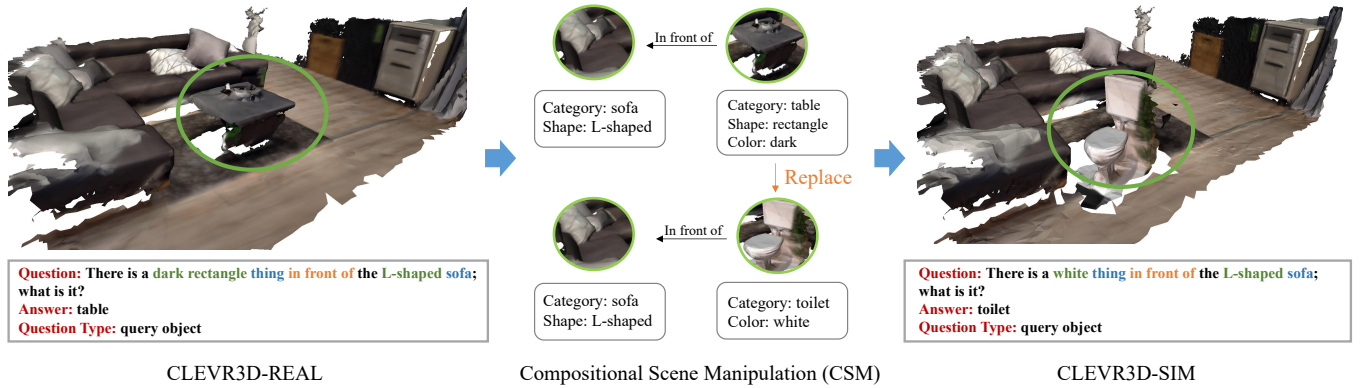 In front of
Category: sofa
Shape: L-shaped
Category: table
Shape: rectangle
Color: dark
Replace
In front of
Category: sofa
Shape: L-shaped
Category: toilet
Color: white
Question: There is a dark rectangle thing in front of the L-shaped sofa;
what is it?
Answer: table
Question Type: query object
Question: There is a white thing in front of the L-shaped sofa;
what is it?
Answer: toilet
Question Type: query object
CLEVR3D-REAL
Compositional Scene Manipulation (CSM)
CLEVR3D-SIM